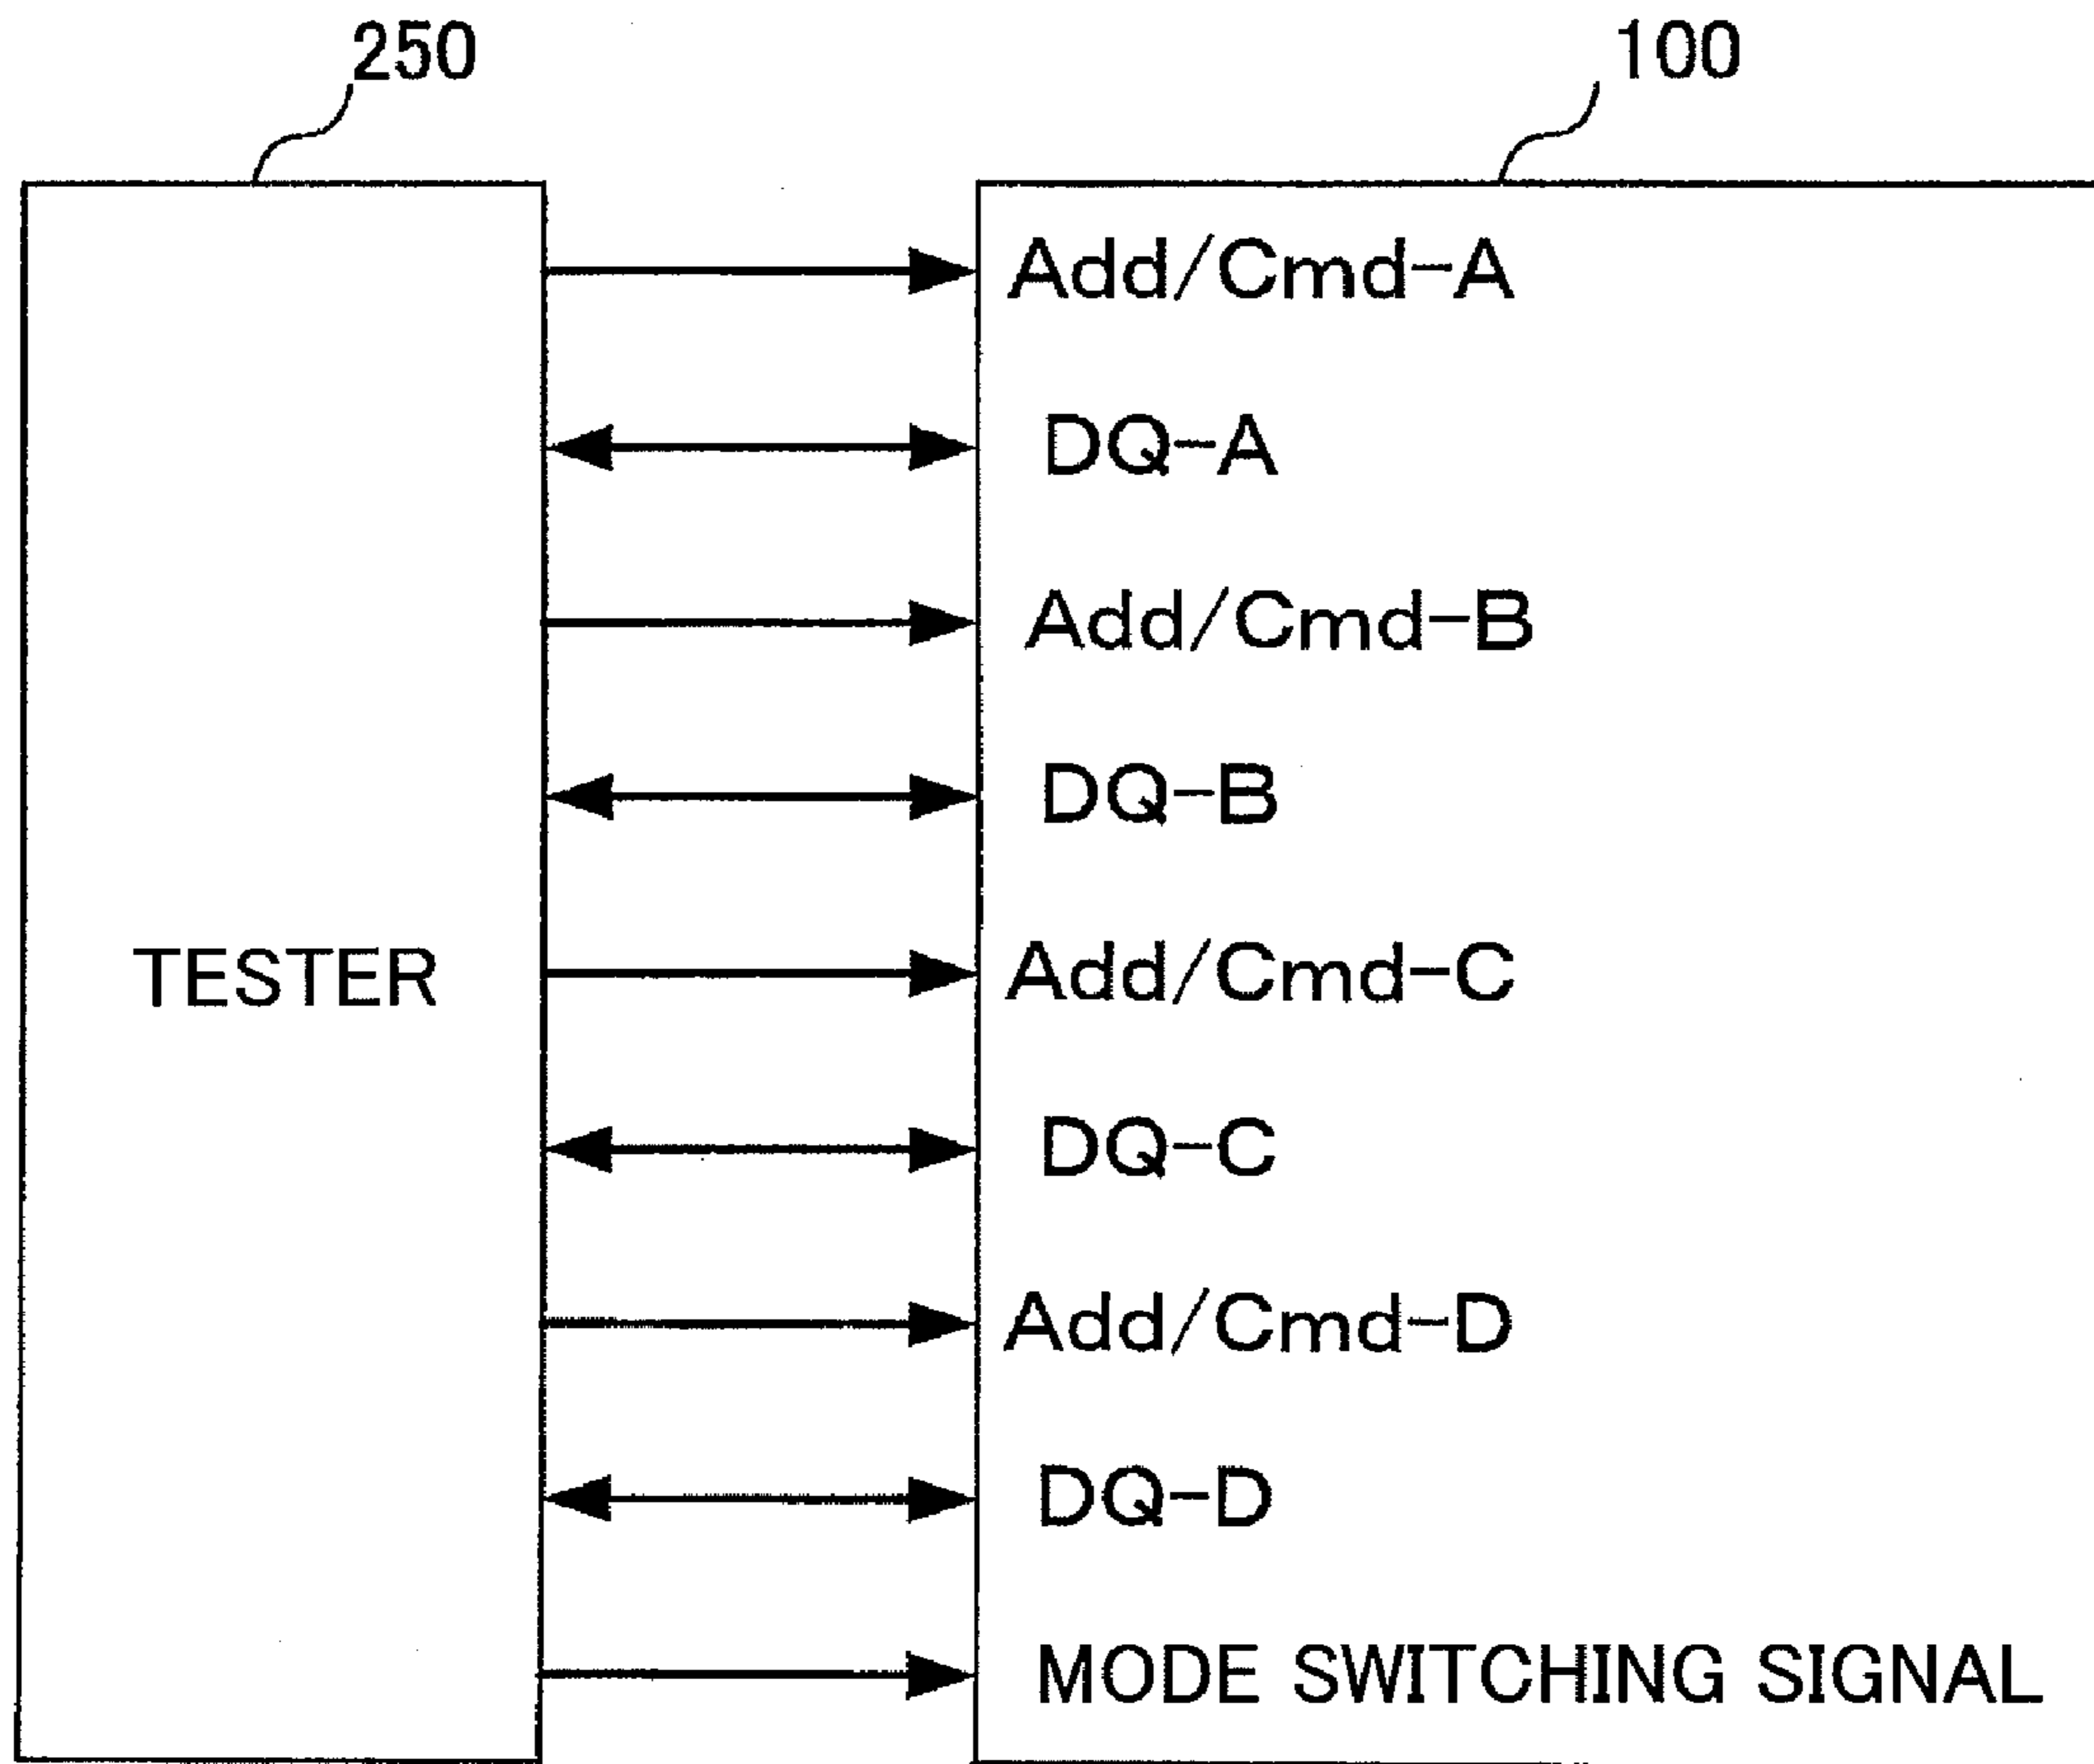 250
100
Add/Cmd-A
DQ-A
Add/Cmd-B
DQ-B
TESTER
Add/Cmd-C
DQ-C
Add/Cmd-D
DQ-D
MODE SWITCHING SIGNAL